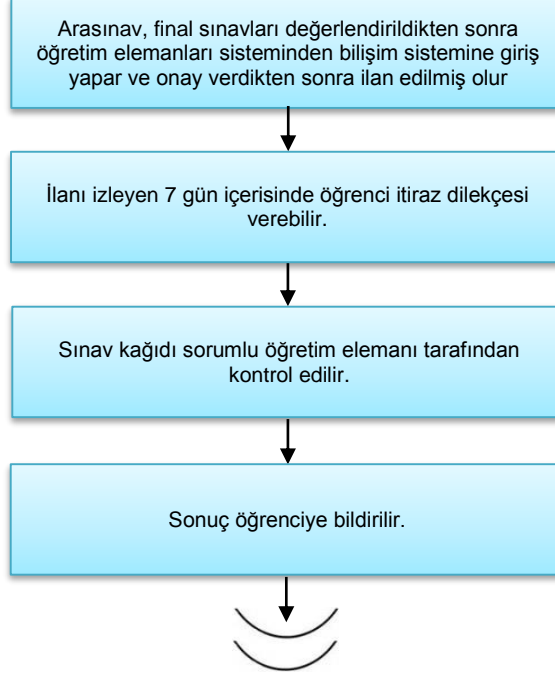 Arasınav, final sınavları değerlendirildikten sonra
öğretim elemanları sisteminden bilişim sistemine giriş
yapar ve onay verdikten sonra ilan edilmiş olur
İlanı izleyen 7 gün içerisinde öğrenci itiraz dilekçesi
verebilir.
Sınav kağıdı sorumlu öğretim elemanı tarafından
kontrol edilir.
Sonuç öğrenciye bildirilir.